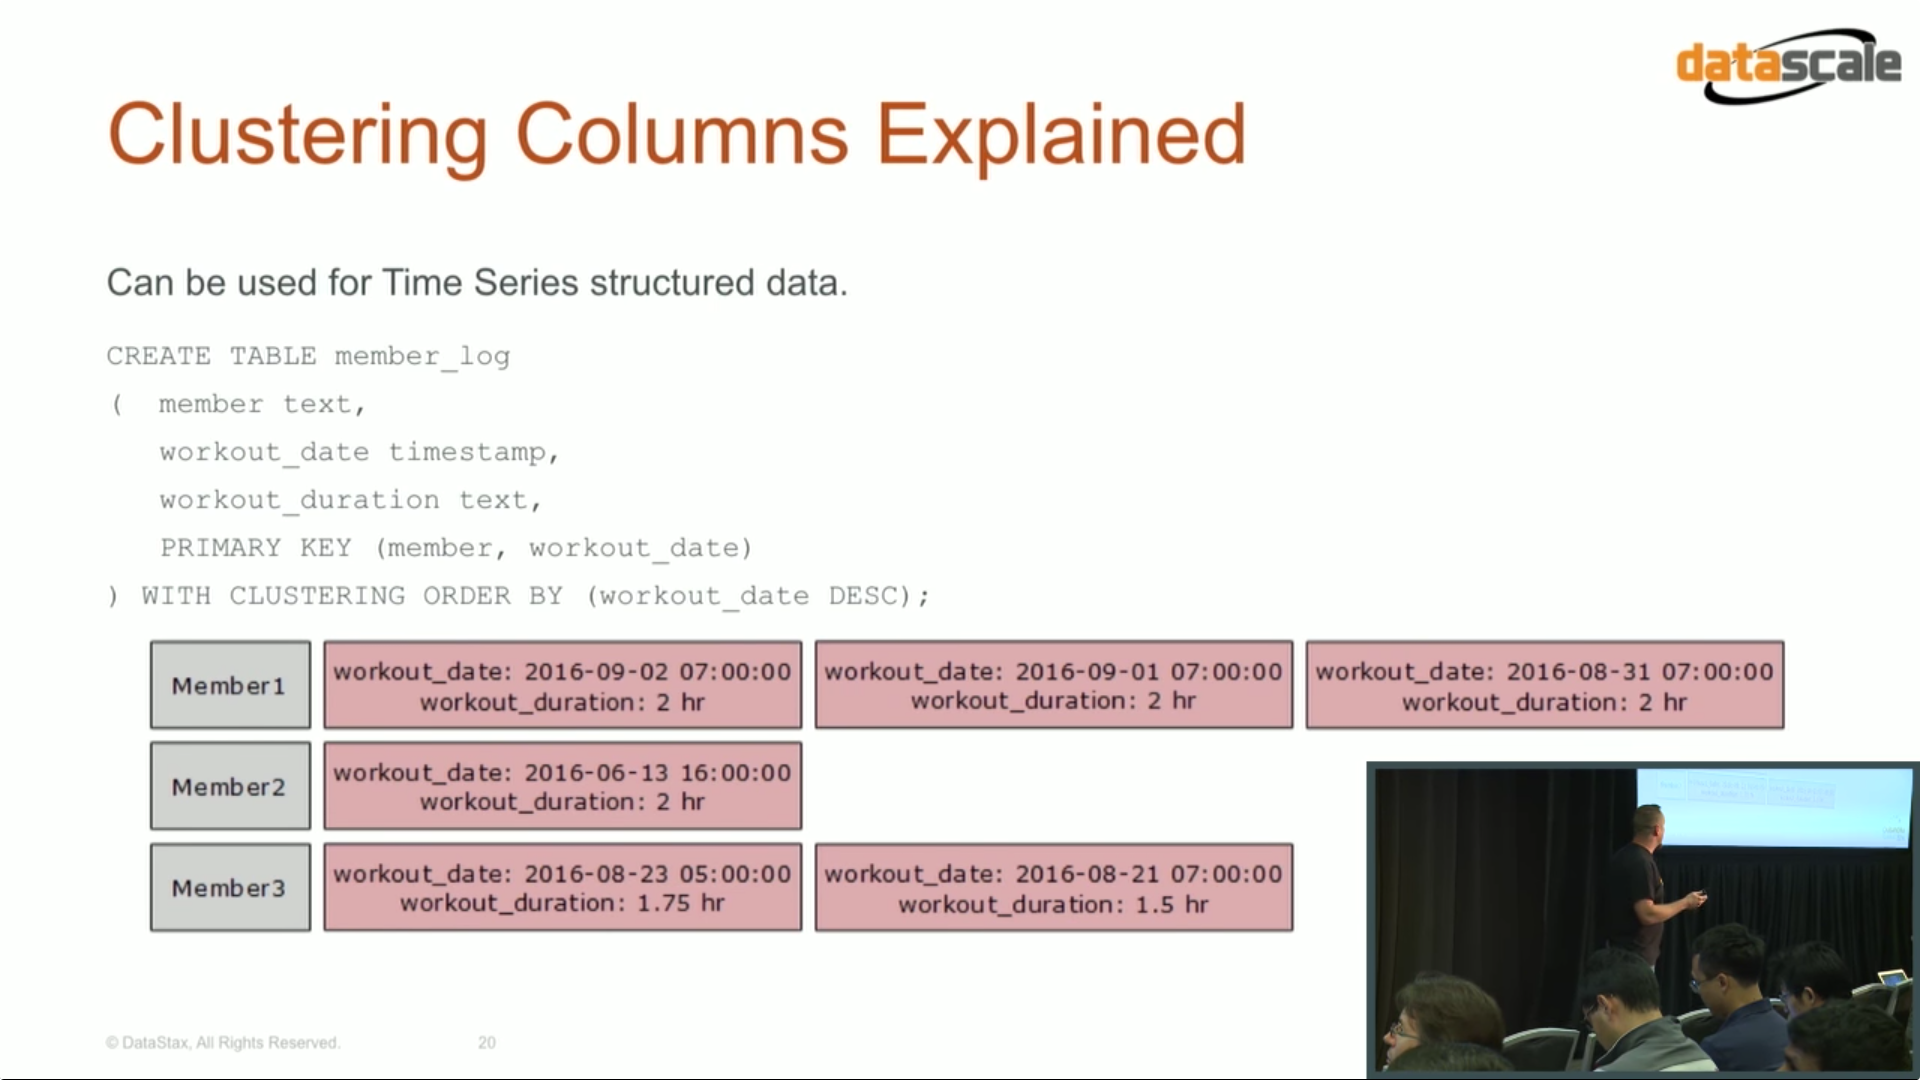 datascale
Clustering Columns Explained
Can be used for Time Series structured data.
CREATE TABLE member_log
( member text,
workout_date timestamp,
workout_duration text,
PRIMARY KEY (member, workout_date)
) WITH CLUSTERING ORDER BY (workout_date DESC);
Member1
workout_date: 2016-09-02 07:00:00
workout_duration: 2 hr
workout_date: 2016-09-01 07:00:00
workout_duration: 2 hr
workout_date: 2016-08-31 07:00:00
workout_duration: 2 hr
Member2
workout_date: 2016-06-13 16:00:00
workout_duration: 2 hr
Member3
workout_date: 2016-08-23 05:00:00
workout_duration: 1.75 hr
workout_date: 2016-08-21 07:00:00
workout_duration: 1.5 hr
© DataStax, All Rights Reserved.
20